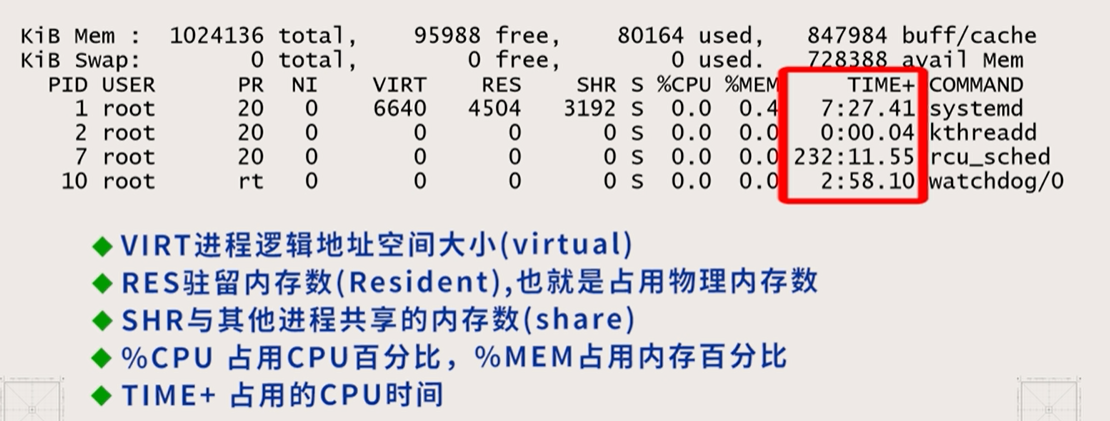 KiB Mem :  1024136 total,    95988 free,    80164 used,   847984 buff/cache
KiB Swap:        0 total,        0 free,        0 used.   728388 avail Mem
PID USER      PR  NI    VIRT    RES    SHR S %CPU %MEM     TIME+ COMMAND
1 root      20   0    6640   4504   3192 S  0.0  0.4   7:27.41 systemd
2 root      20   0       0      0      0 S  0.0  0.0   0:00.04 kthreadd
7 root      20   0       0      0      0 S  0.0  0.0 232:11.55 rcu_sched
10 root      rt   0       0      0      0 S  0.0  0.0   2:58.10 watchdog/0
◆ VIRT进程逻辑地址空间大小(virtual)
◆ RES驻留内存数(Resident),也就是占用物理内存数
◆ SHR与其他进程共享的内存数(share)
◆ %CPU 占用CPU百分比，%MEM占用内存百分比
◆ TIME+ 占用的CPU时间